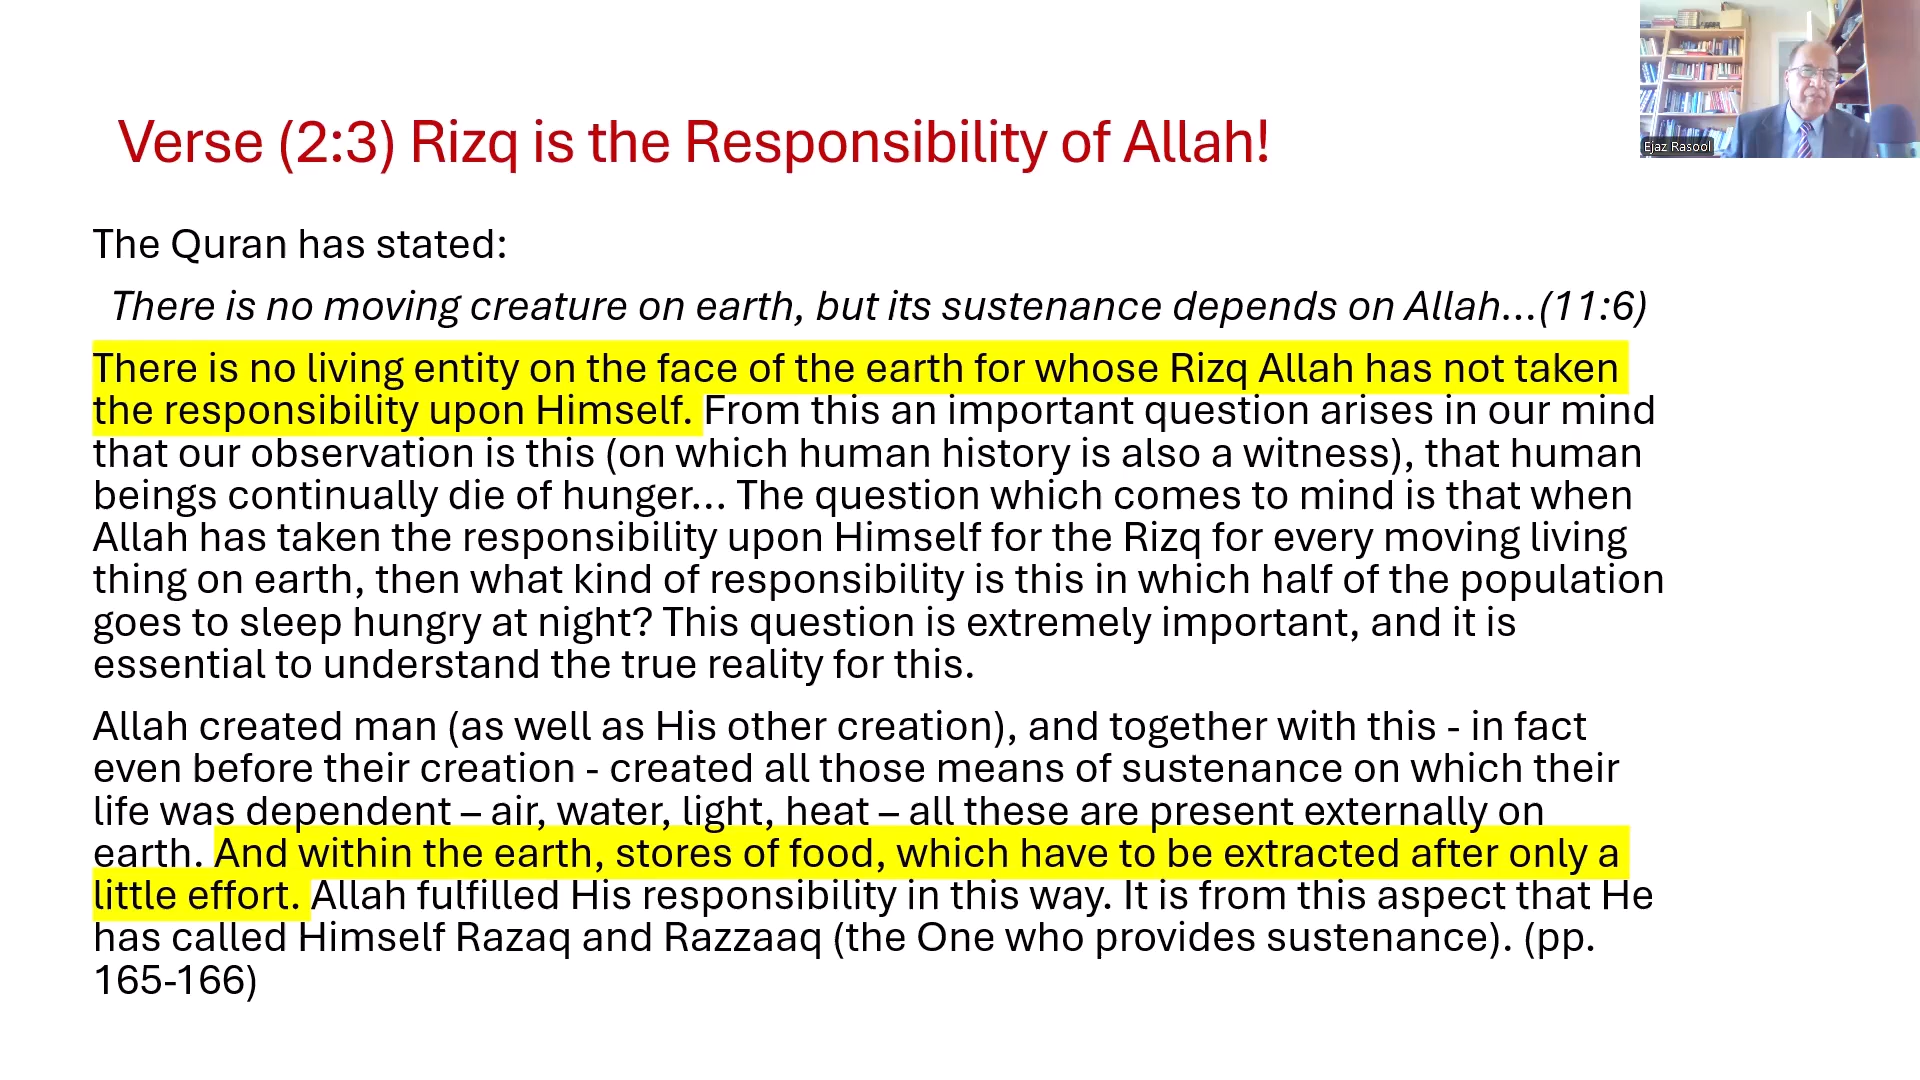 Ejaz Rasool
Verse (2:3) Rizq is the Responsibility of Allah!
The Quran has stated:
There is no moving creature on earth, but its sustenance depends on Allah...(11:6)
There is no living entity on the face of the earth for whose Rizq Allah has not taken
the responsibility upon Himself. From this an important question arises in our mind
that our observation is this (on which human history is also a witness), that human
beings continually die of hunger... The question which comes to mind is that when
Allah has taken the responsibility upon Himself for the Rizq for every moving living
thing on earth, then what kind of responsibility is this in which half of the population
goes to sleep hungry at night? This question is extremely important, and it is
essential to understand the true reality for this.
Allah created man (as well as His other creation), and together with this - in fact
even before their creation - created all those means of sustenance on which their
life was dependent – air, water, light, heat – all these are present externally on
earth. And within the earth, stores of food, which have to be extracted after only a
little effort. Allah fulfilled His responsibility in this way. It is from this aspect that He
has called Himself Razaq and Razzaaq (the One who provides sustenance). (pp.
165-166)